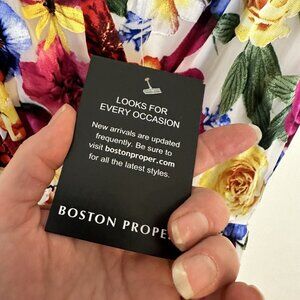 LOOKS FOR
EVERY OCCASION
New arrivals are updated
frequently. Be sure to
visit bostonproper.com
for all the latest styles.
BOSTON PROPE